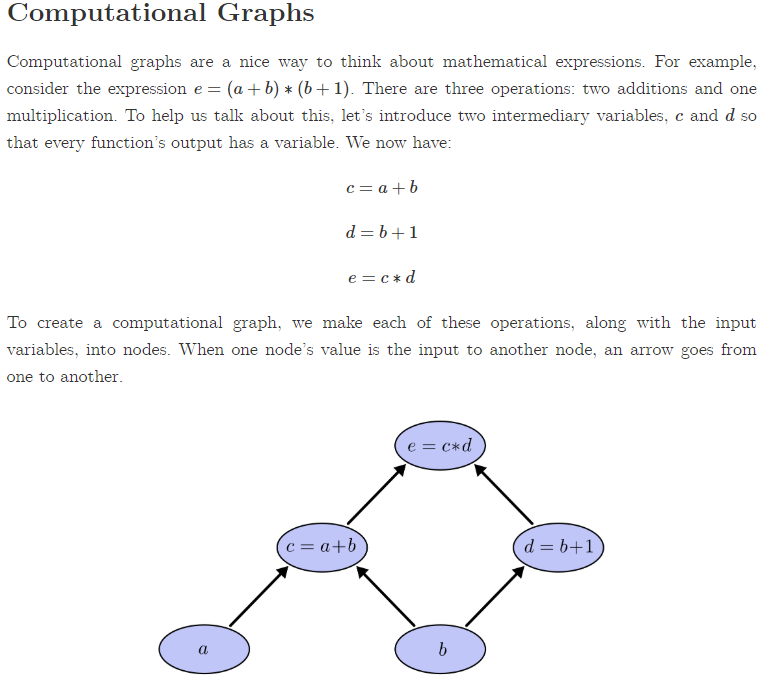 Computational Graphs
Computational graphs are a nice way to think about mathematical expressions. For example,
consider the expression e = (a + b) ∗ (b + 1). There are three operations: two additions and one
multiplication. To help us talk about this, let's introduce two intermediary variables, c and d so
that every function's output has a variable. We now have:
c = a + b
d = b + 1
e = c ∗ d
To create a computational graph, we make each of these operations, along with the input
variables, into nodes. When one node's value is the input to another node, an arrow goes from
one to another.
e = c∗d
c = a+b
d = b+1
a
b